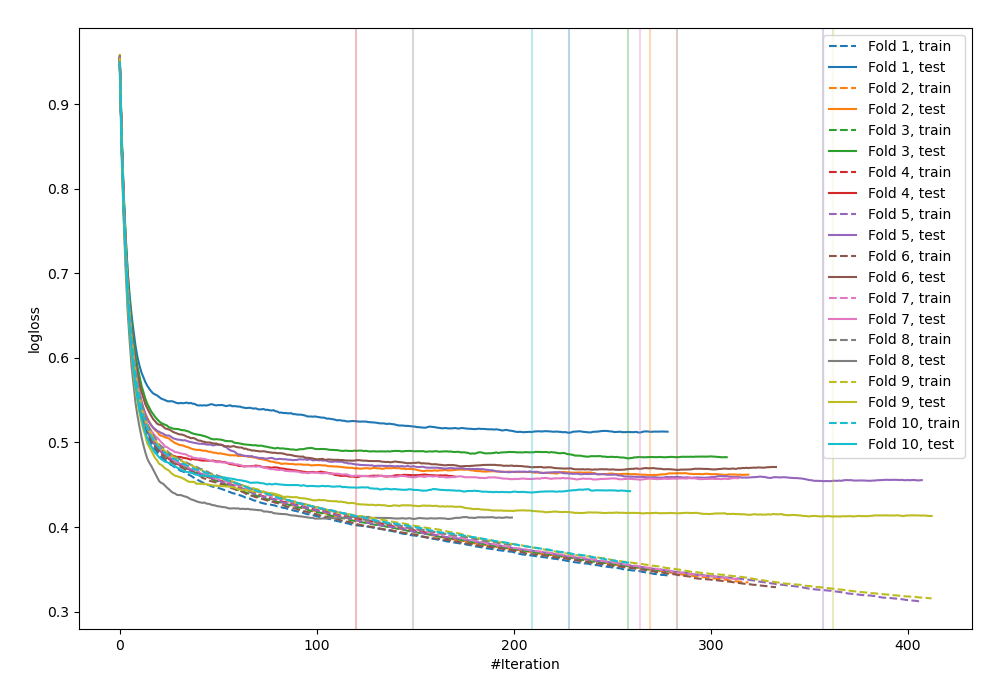 0.9
0.8
0.7
0.6
0.5
0.4
0.3
logloss
0
100
200
300
400
#Iteration
Fold 1, train
Fold 1, test
Fold 2, train
Fold 2, test
Fold 3, train
Fold 3, test
Fold 4, train
Fold 4, test
Fold 5, train
Fold 5, test
Fold 6, train
Fold 6, test
Fold 7, train
Fold 7, test
Fold 8, train
Fold 8, test
Fold 9, train
Fold 9, test
Fold 10, train
Fold 10, test